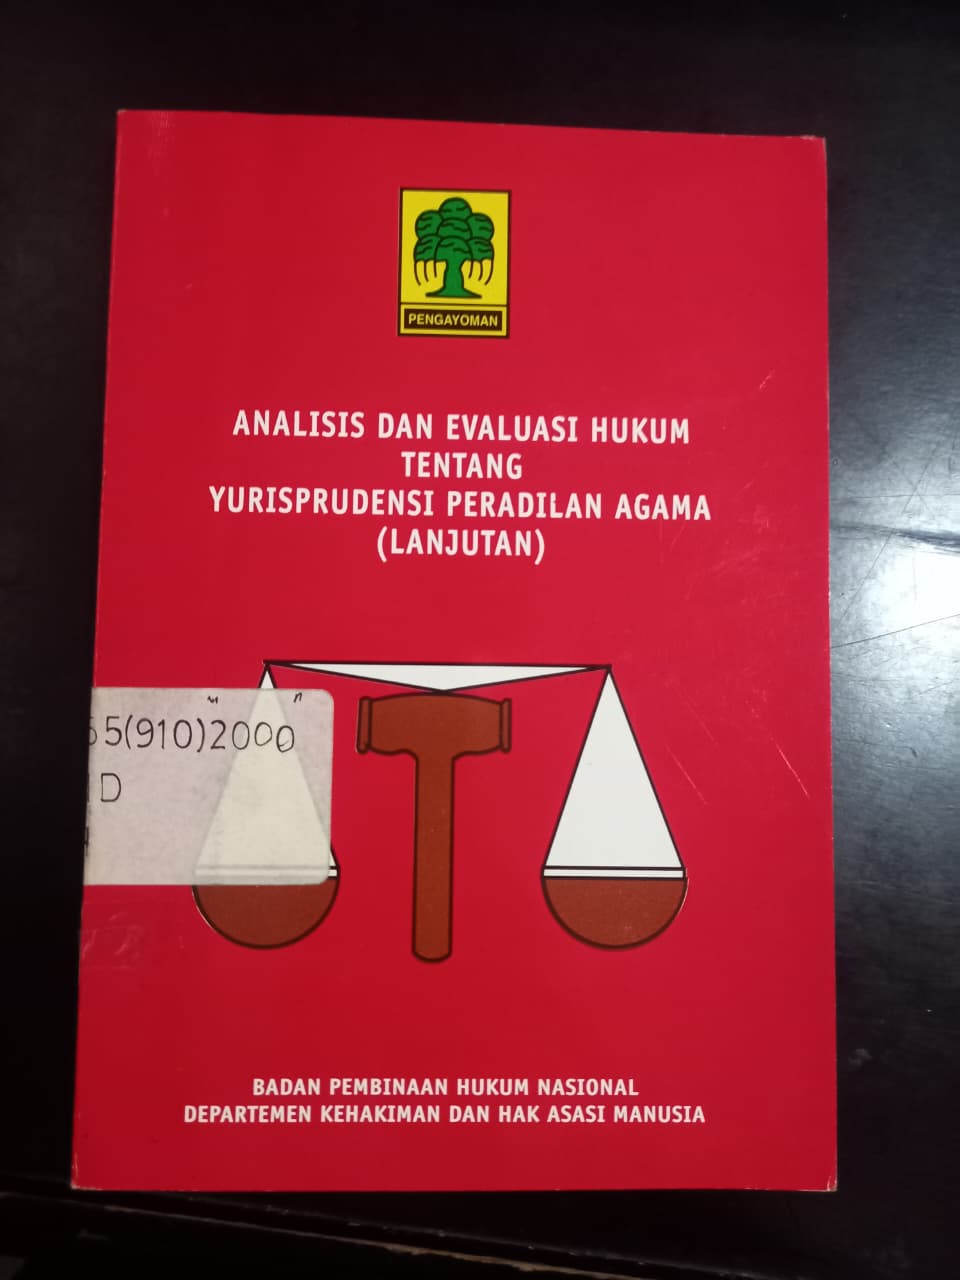 PENGAYOMAN
ANALISIS DAN EVALUASI HUKUM
TENTANG
YURISPRUDENSI PERADILAN AGAMA
(LANJUTAN)
5(910)"2000"
D
BADAN PEMBINAAN HUKUM NASIONAL
DEPARTEMEN KEHAKIMAN DAN HAK ASASI MANUSIA